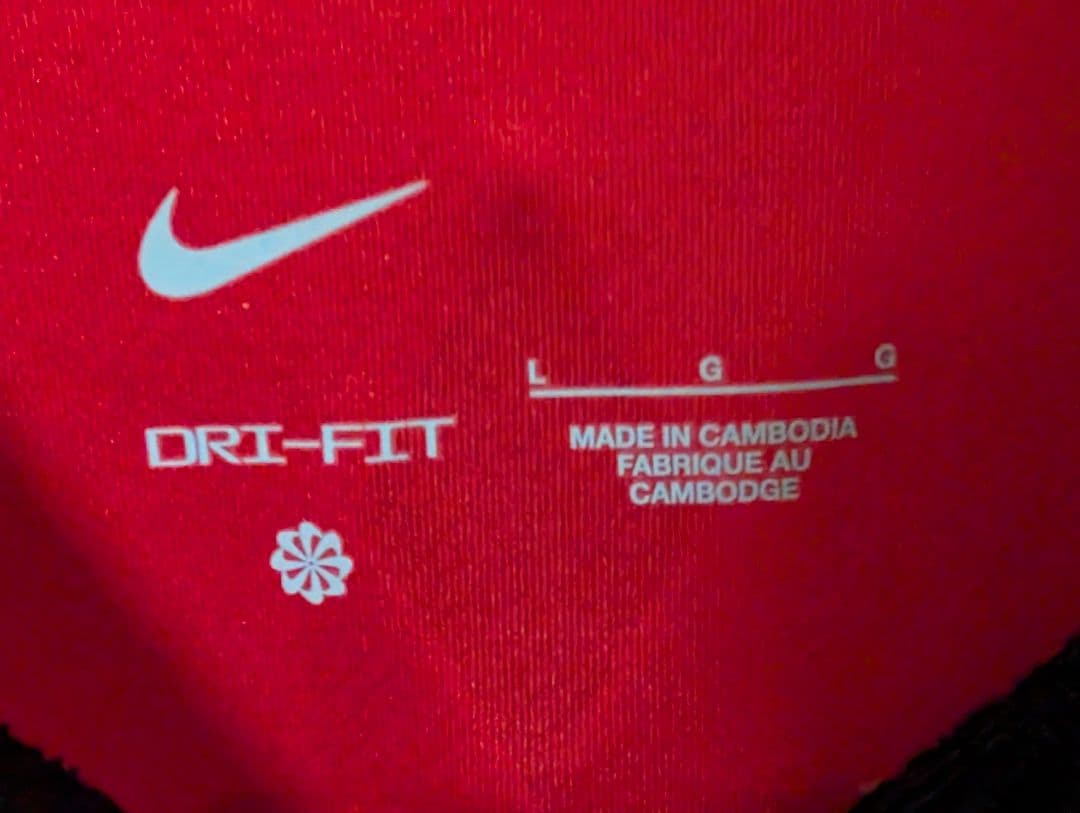 DRI-FIT
L G G
MADE IN CAMBODIA
FABRIQUE AU
CAMBODGE